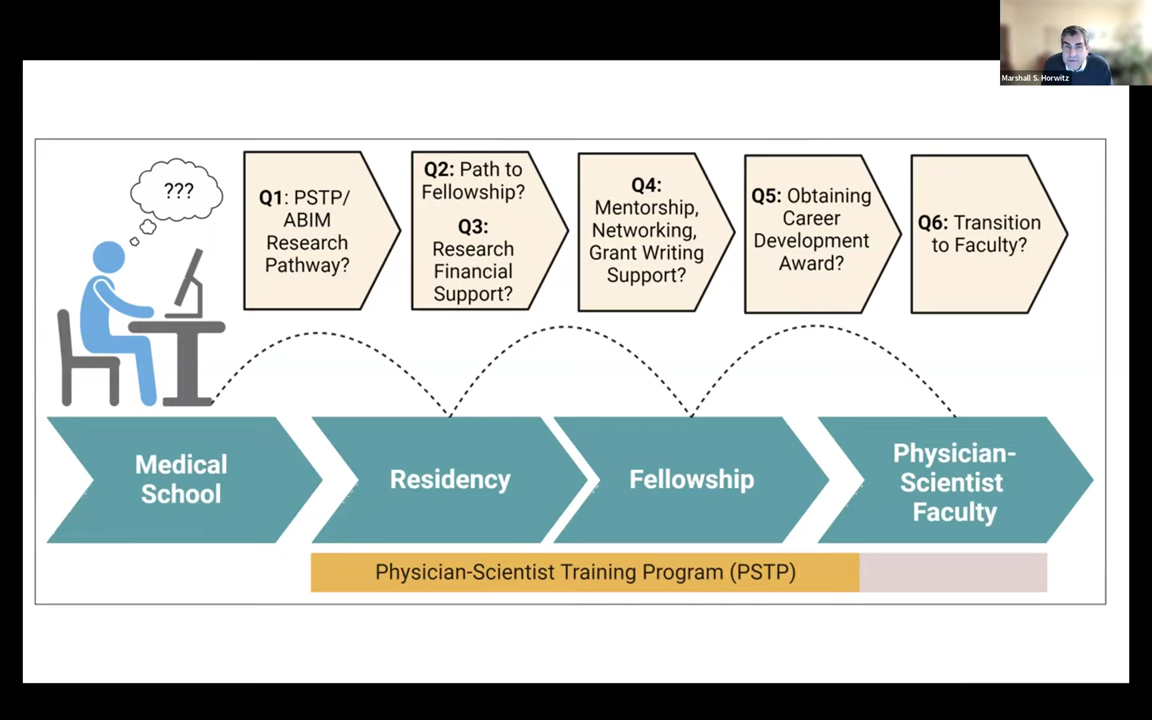 Marshall S. Horwitz
???
Q1: PSTP/
ABIM
Research
Pathway?
Q2: Path to
Fellowship?
Q3:
Research
Financial
Support?
Q4:
Mentorship,
Networking,
Grant Writing
Support?
Q5: Obtaining
Career
Development
Award?
Q6: Transition
to Faculty?
Medical
School
Residency
Fellowship
Physician-
Scientist
Faculty
Physician-Scientist Training Program (PSTP)